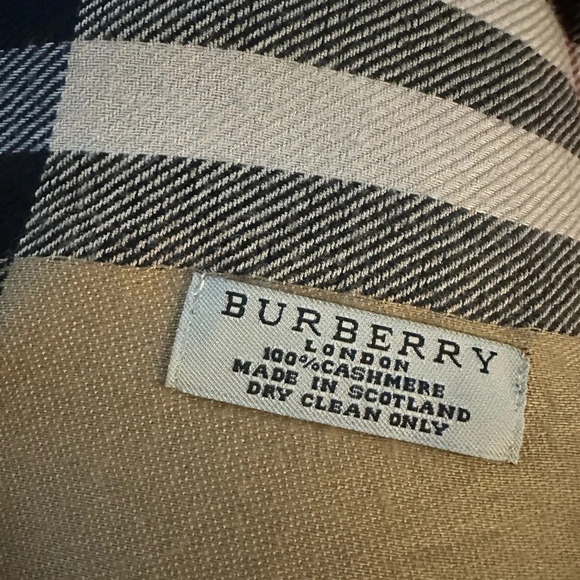 BURBERRY
LONDON
100%CASHMERE
MADE IN SCOTLAND
DRY CLEAN ONLY